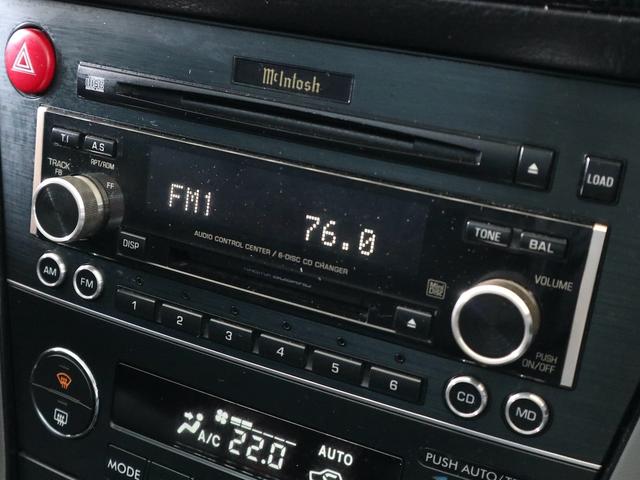 McIntosh
LOAD
T.I A.S
RPT/RDM
TRACK
FB FF
FM1 76.0
TONE BAL
DISP
AUDIO CONTROL CENTER / 6-DISC CD CHANGER
Mini Disc
VOLUME
AM FM
1 2 3 4 5 6
PUSH
ON/OFF
CD MD
A/C 22.0 AUTO
MODE
PUSH AUTO/